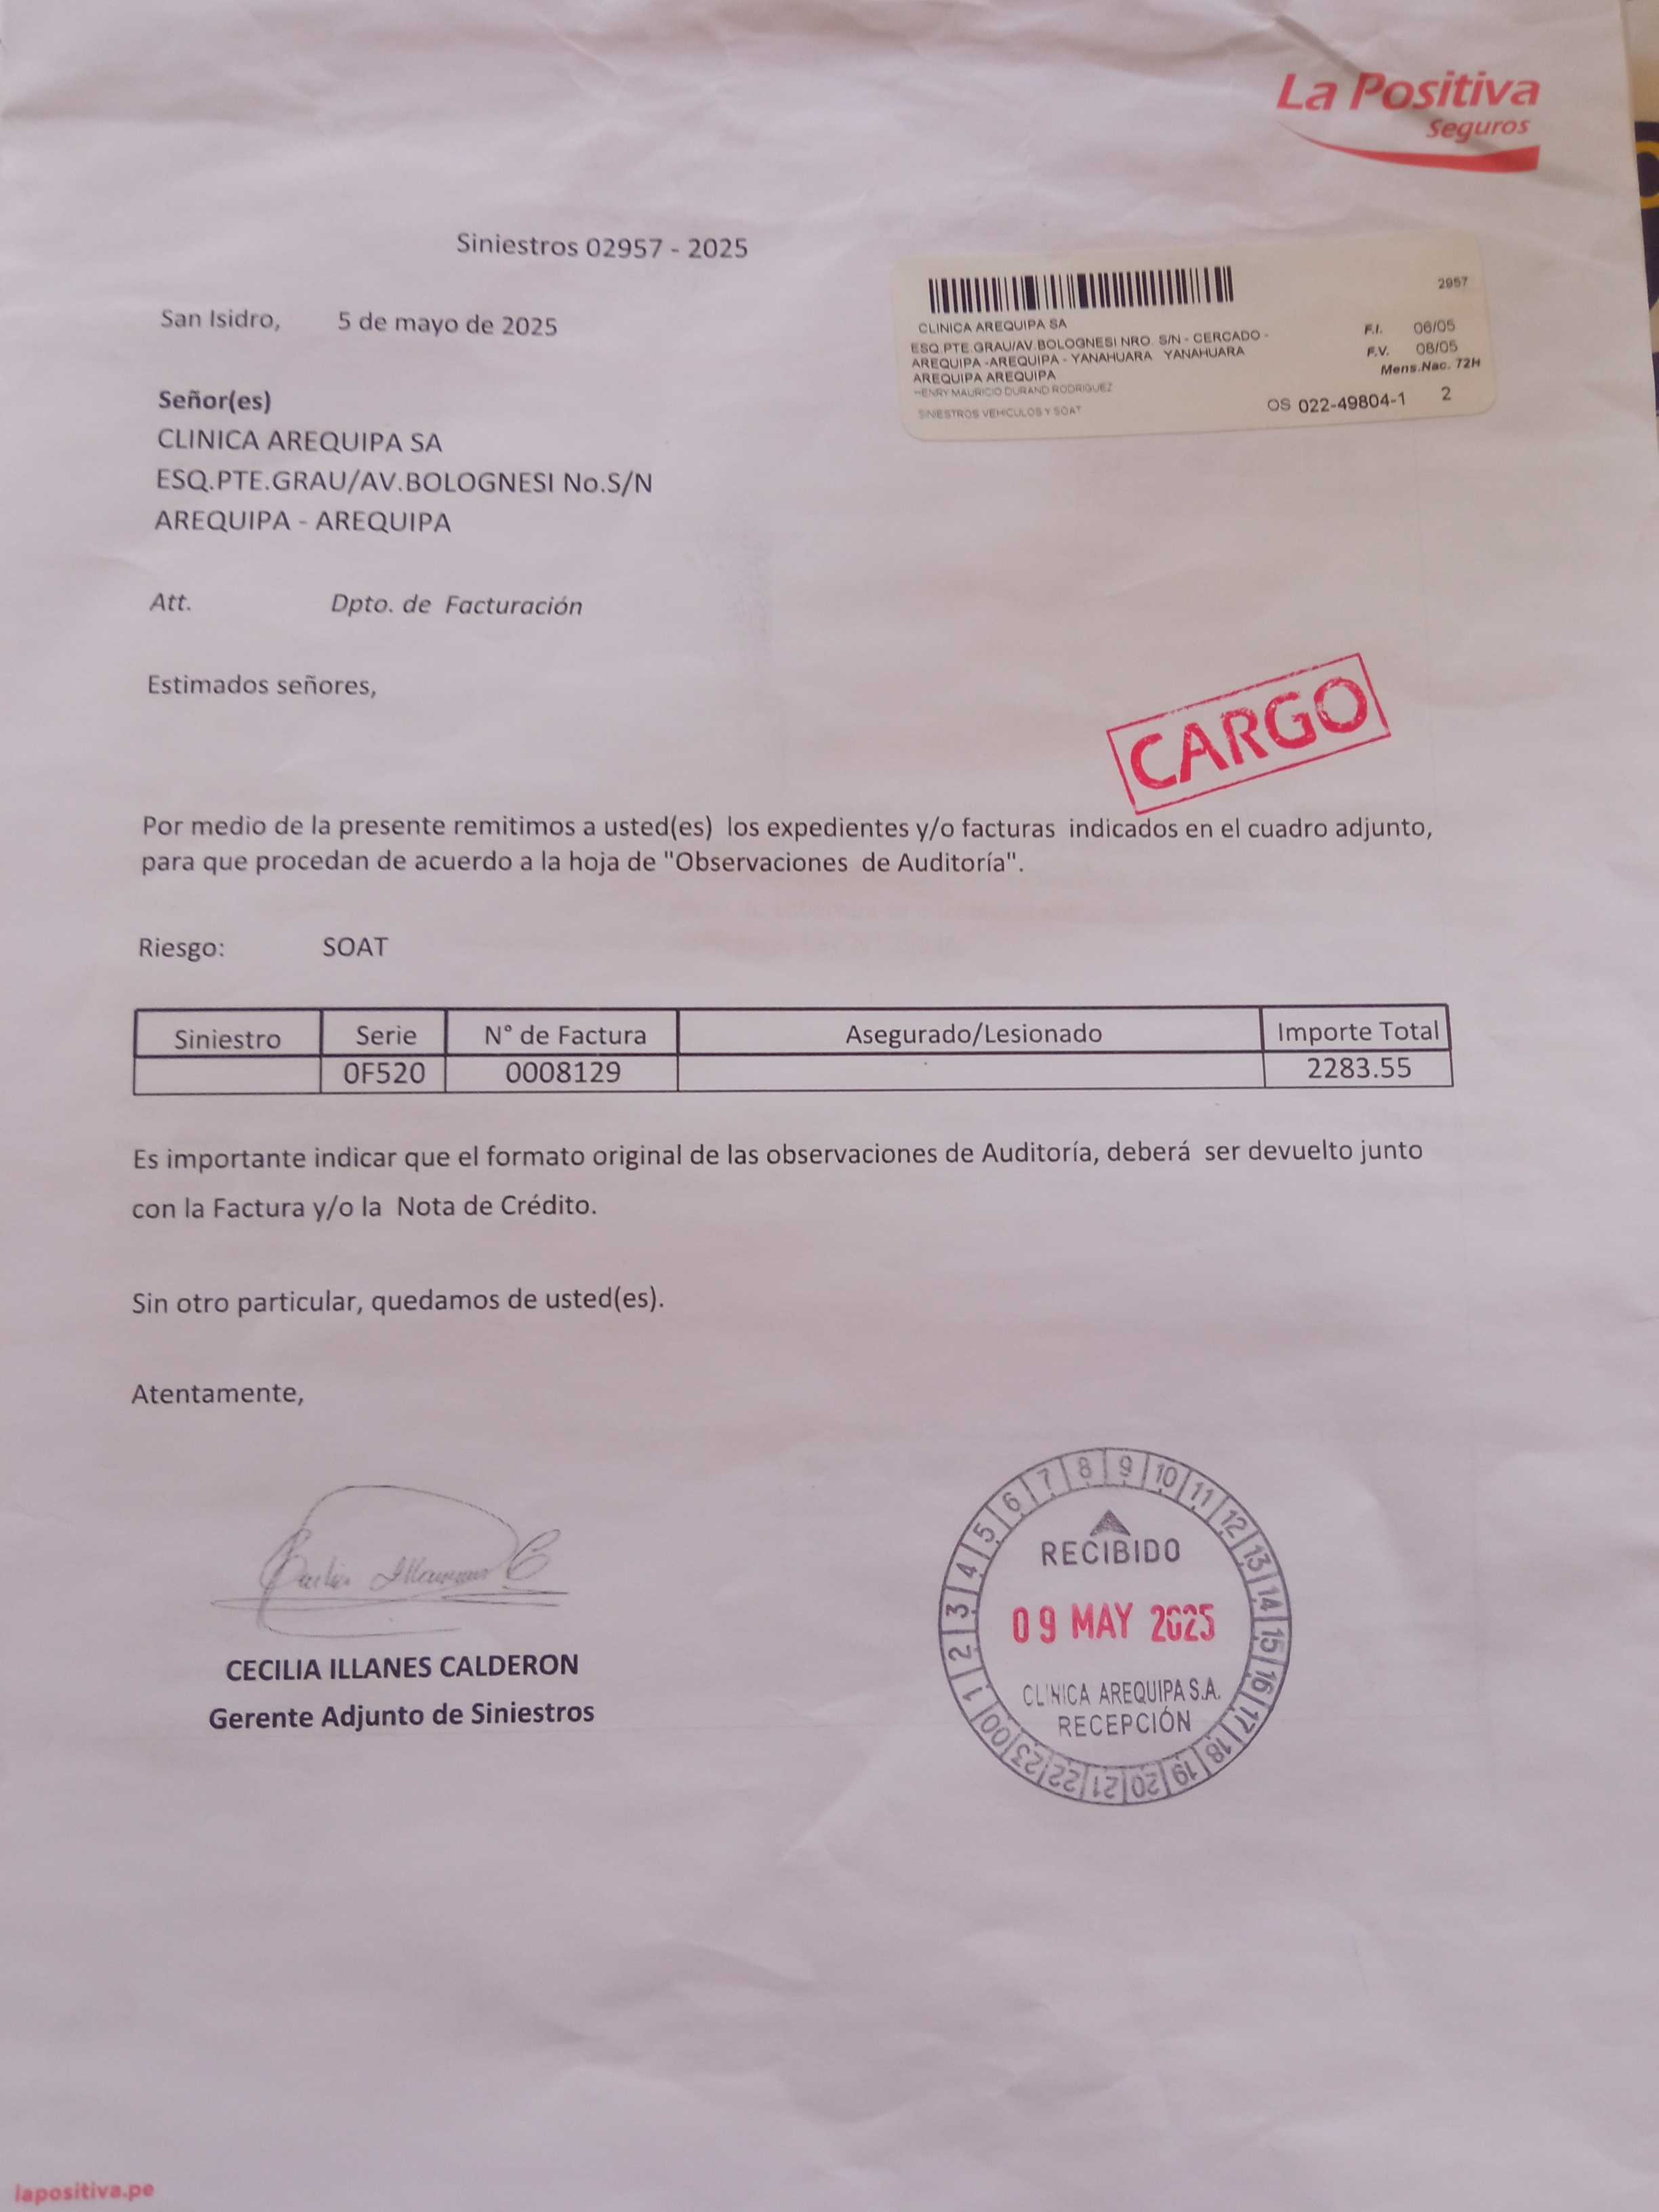 La Positiva
Seguros
Siniestros 02957 - 2025
San Isidro, 5 de mayo de 2025
2957
CLINICA AREQUIPA SA
ESQ.PTE.GRAU/AV.BOLOGNESI NRO. S/N - CERCADO -
AREQUIPA -AREQUIPA - YANAHUARA YANAHUARA
AREQUIPA AREQUIPA
HENRY MAURICIO DURAND RODRIGUEZ
SINIESTROS VEHICULOS Y SOAT
F.I. 06/05
F.V. 08/05
Mens.Nac. 72H
OS 022-49804-1 2
Señor(es)
CLINICA AREQUIPA SA
ESQ.PTE.GRAU/AV.BOLOGNESI No.S/N
AREQUIPA - AREQUIPA
Att. Dpto. de Facturación
Estimados señores,
CARGO
Por medio de la presente remitimos a usted(es) los expedientes y/o facturas indicados en el cuadro adjunto,
para que procedan de acuerdo a la hoja de "Observaciones de Auditoría".
Riesgo: SOAT
Siniestro Serie N° de Factura Asegurado/Lesionado Importe Total
0F520 0008129 2283.55
Es importante indicar que el formato original de las observaciones de Auditoría, deberá ser devuelto junto
con la Factura y/o la Nota de Crédito.
Sin otro particular, quedamos de usted(es).
Atentamente,
CECILIA ILLANES CALDERON
Gerente Adjunto de Siniestros
1 2 3 4 5 6 7 8 9 10 11 12 13 14 15 16 17 18 19 20 21 22 23 00
RECIBIDO
09 MAY 2025
CLINICA AREQUIPA S.A.
RECEPCIÓN
lapositiva.pe